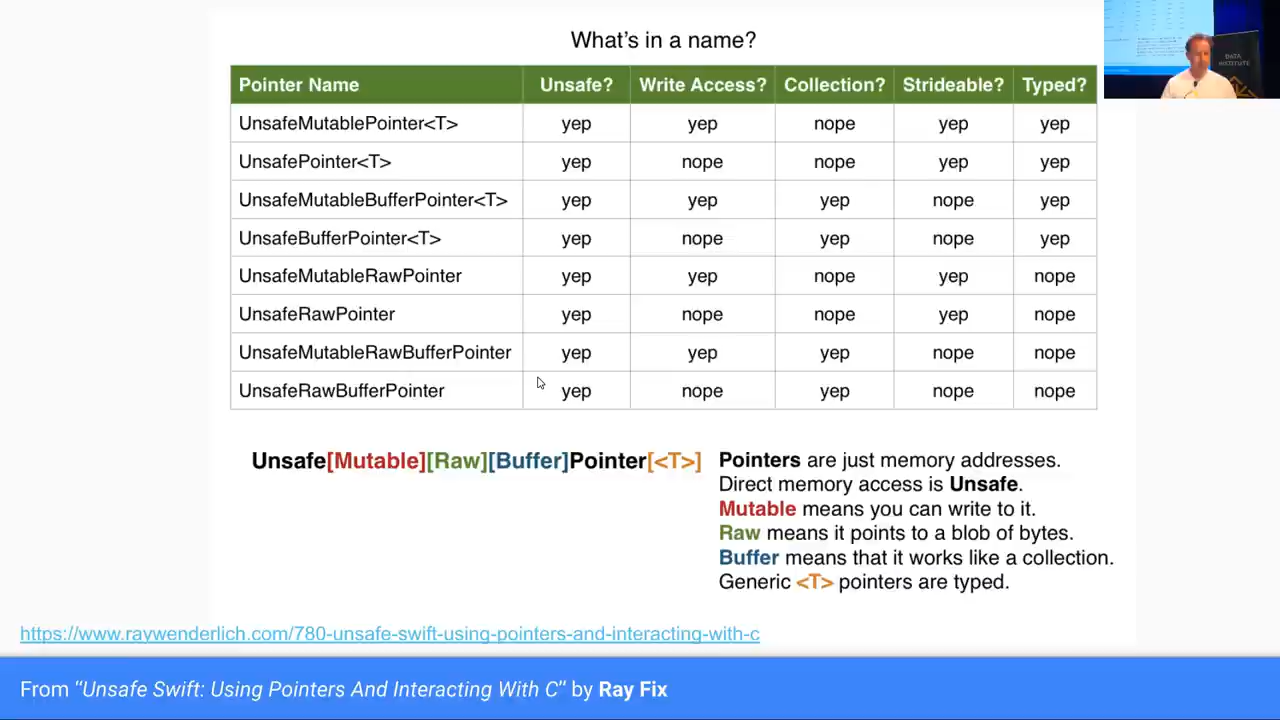 What's in a name?
Pointer Name Unsafe? Write Access? Collection? Strideable? Typed?
UnsafeMutablePointer<T> yep yep nope yep yep
UnsafePointer<T> yep nope nope yep yep
UnsafeMutableBufferPointer<T> yep yep yep nope yep
UnsafeBufferPointer<T> yep nope yep nope yep
UnsafeMutableRawPointer yep yep nope yep nope
UnsafeRawPointer yep nope nope yep nope
UnsafeMutableRawBufferPointer yep yep yep nope nope
UnsafeRawBufferPointer yep nope yep nope nope
Unsafe[Mutable][Raw][Buffer]Pointer[<T>]
Pointers are just memory addresses.
Direct memory access is Unsafe.
Mutable means you can write to it.
Raw means it points to a blob of bytes.
Buffer means that it works like a collection.
Generic <T> pointers are typed.
https://www.raywenderlich.com/780-unsafe-swift-using-pointers-and-interacting-with-c
From "Unsafe Swift: Using Pointers And Interacting With C" by Ray Fix
DATA
INSTITUTE